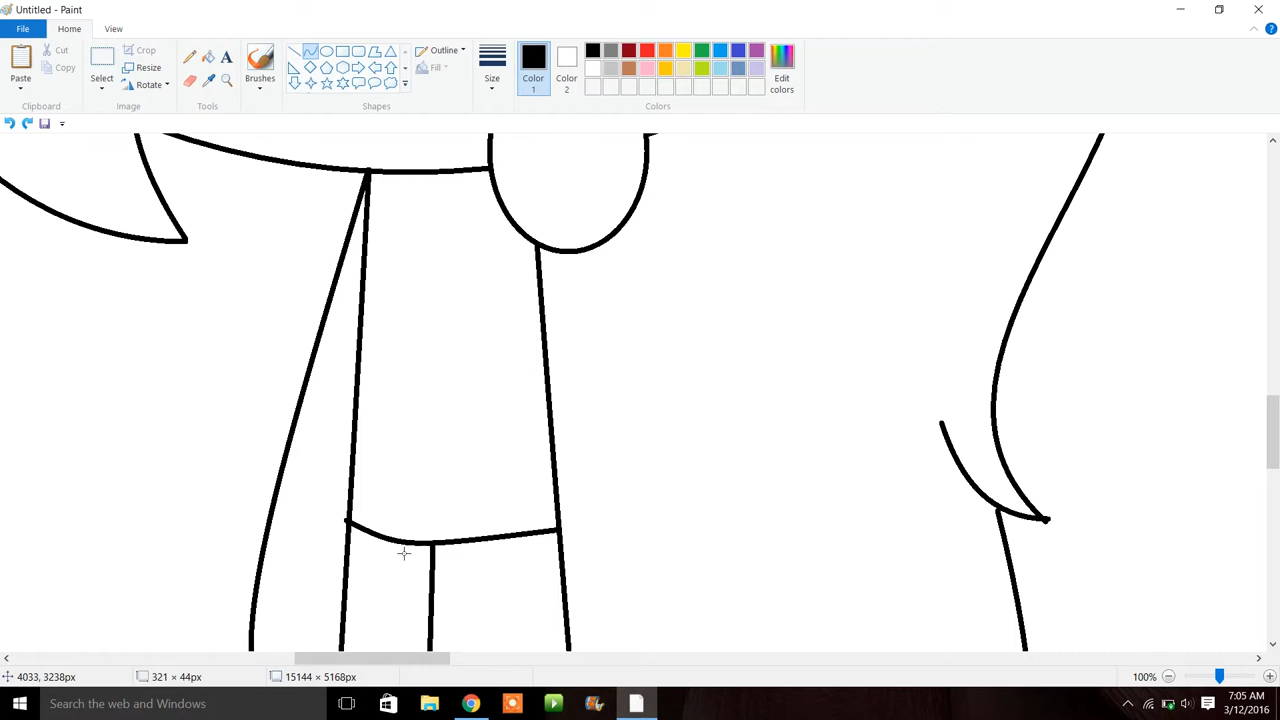 Untitled - Paint
File Home View
Paste
Cut
Copy
Clipboard
Select
Crop
Resize
Rotate
Image
Tools
Brushes
Outline
Fill
Shapes
Size
Color 1
Color 2
Edit colors
Colors
4033, 3238px
321 × 44px
15144 × 5168px
100%
Search the web and Windows
7:05 AM
3/12/2016